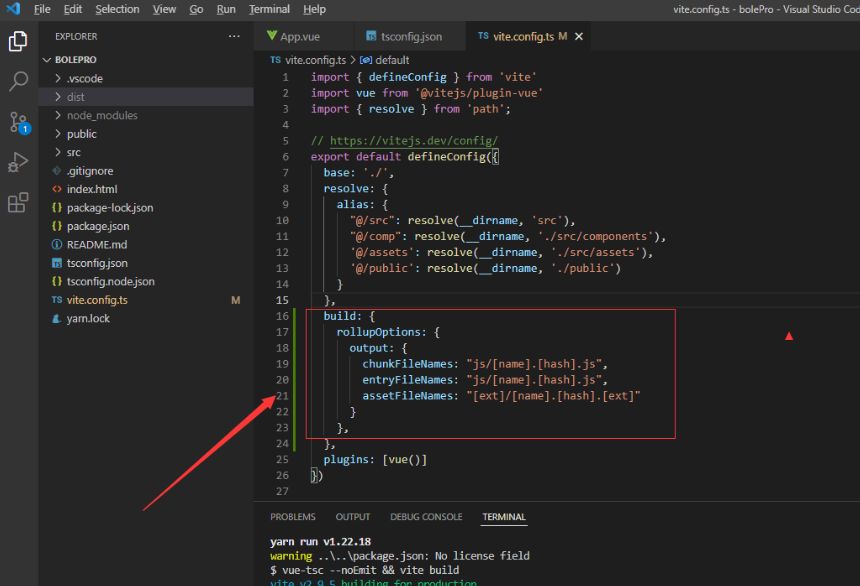 File Edit Selection View Go Run Terminal Help
vite.config.ts - bolePro - Visual Studio Cod
EXPLORER
BOLEPRO
.vscode
dist
node_modules
public
src
.gitignore
index.html
package-lock.json
package.json
README.md
tsconfig.json
tsconfig.node.json
TS vite.config.ts M
yarn.lock
1
App.vue
TS tsconfig.json
TS vite.config.ts M
TS vite.config.ts > default
1 import { defineConfig } from 'vite'
2 import vue from '@vitejs/plugin-vue'
3 import { resolve } from 'path';
4
5 // https://vitejs.dev/config/
6 export default defineConfig({
7 base: './',
8 resolve: {
9 alias: {
10 "@/src": resolve(__dirname, 'src'),
11 "@/comp": resolve(__dirname, './src/components'),
12 '@/assets': resolve(__dirname, './src/assets'),
13 '@/public': resolve(__dirname, './public')
14 }
15 },
16 build: {
17 rollupOptions: {
18 output: {
19 chunkFileNames: "js/[name].[hash].js",
20 entryFileNames: "js/[name].[hash].js",
21 assetFileNames: "[ext]/[name].[hash].[ext]"
22 }
23 },
24 },
25 plugins: [vue()]
26 })
27
PROBLEMS OUTPUT DEBUG CONSOLE TERMINAL
yarn run v1.22.18
warning ..\..\package.json: No license field
$ vue-tsc --noEmit && vite build
vite v2.9.5 building for production